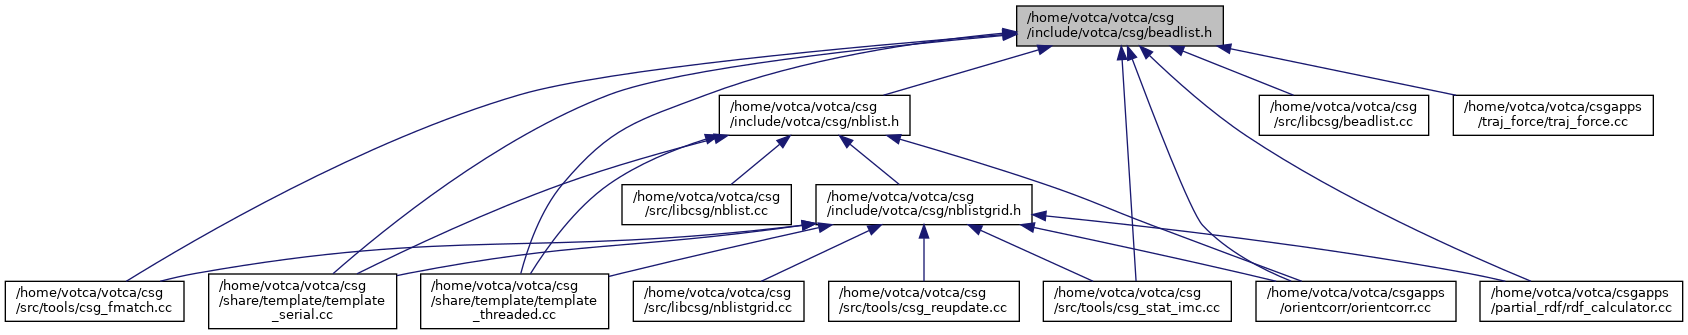 /home/votca/votca/csg
/include/votca/csg/beadlist.h
/home/votca/votca/csg
/include/votca/csg/nblist.h
/home/votca/votca/csg
/src/libcsg/beadlist.cc
/home/votca/votca/csgapps
/traj_force/traj_force.cc
/home/votca/votca/csg
/src/libcsg/nblist.cc
/home/votca/votca/csg
/include/votca/csg/nblistgrid.h
/home/votca/votca/csg
/src/tools/csg_fmatch.cc
/home/votca/votca/csg
/share/template/template
_serial.cc
/home/votca/votca/csg
/share/template/template
_threaded.cc
/home/votca/votca/csg
/src/libcsg/nblistgrid.cc
/home/votca/votca/csg
/src/tools/csg_reupdate.cc
/home/votca/votca/csg
/src/tools/csg_stat_imc.cc
/home/votca/votca/csgapps
/orientcorr/orientcorr.cc
/home/votca/votca/csgapps
/partial_rdf/rdf_calculator.cc